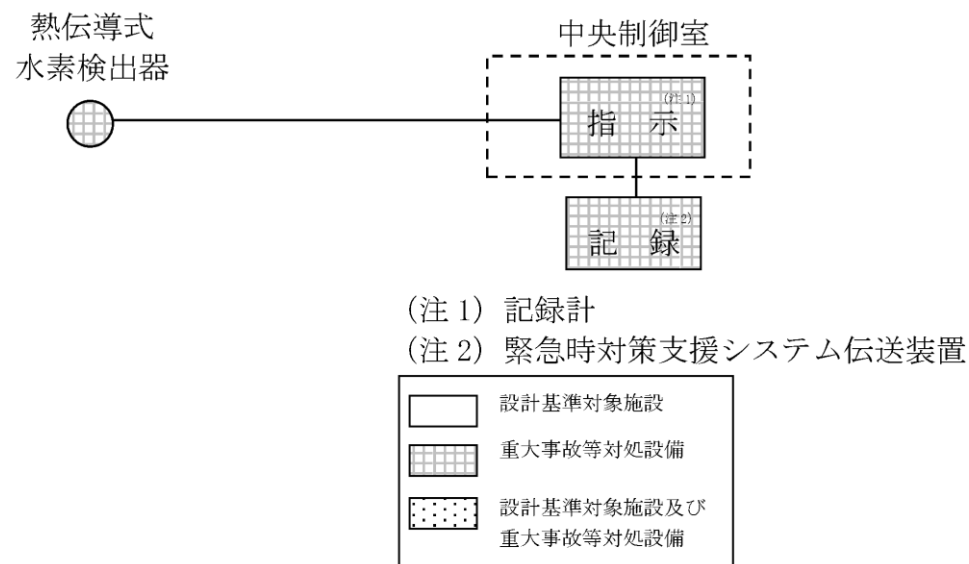 熱伝導式
水素検出器
中央制御室
指　示(注1)
記　録(注2)
(注 1) 記録計
(注 2) 緊急時対策支援システム伝送装置
設計基準対象施設
重大事故等対処設備
設計基準対象施設及び
重大事故等対処設備